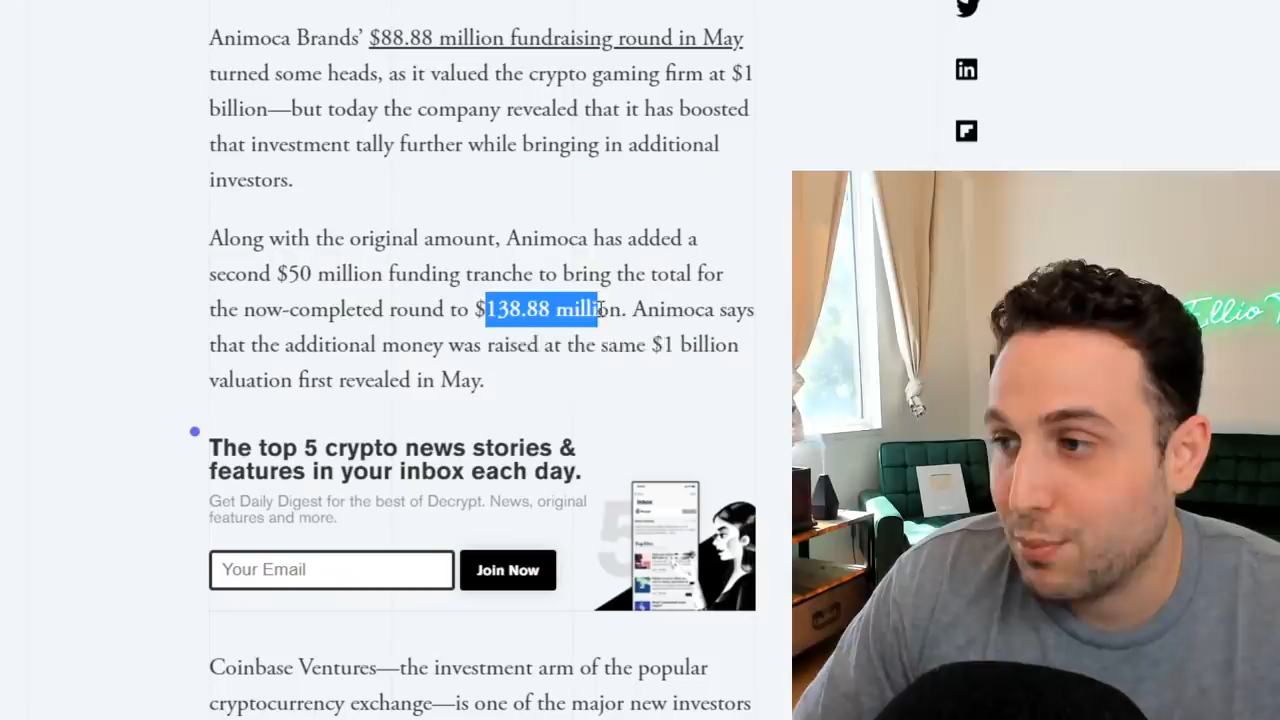 Animoca Brands’ $88.88 million fundraising round in May
turned some heads, as it valued the crypto gaming firm at $1
billion—but today the company revealed that it has boosted
that investment tally further while bringing in additional
investors.
Along with the original amount, Animoca has added a
second $50 million funding tranche to bring the total for
the now-completed round to $138.88 million. Animoca says
that the additional money was raised at the same $1 billion
valuation first revealed in May.
The top 5 crypto news stories &
features in your inbox each day.
Get Daily Digest for the best of Decrypt. News, original
features and more.
5
Inbox
Your Email
Join Now
Coinbase Ventures—the investment arm of the popular
cryptocurrency exchange—is one of the major new investors
in
Ellio T